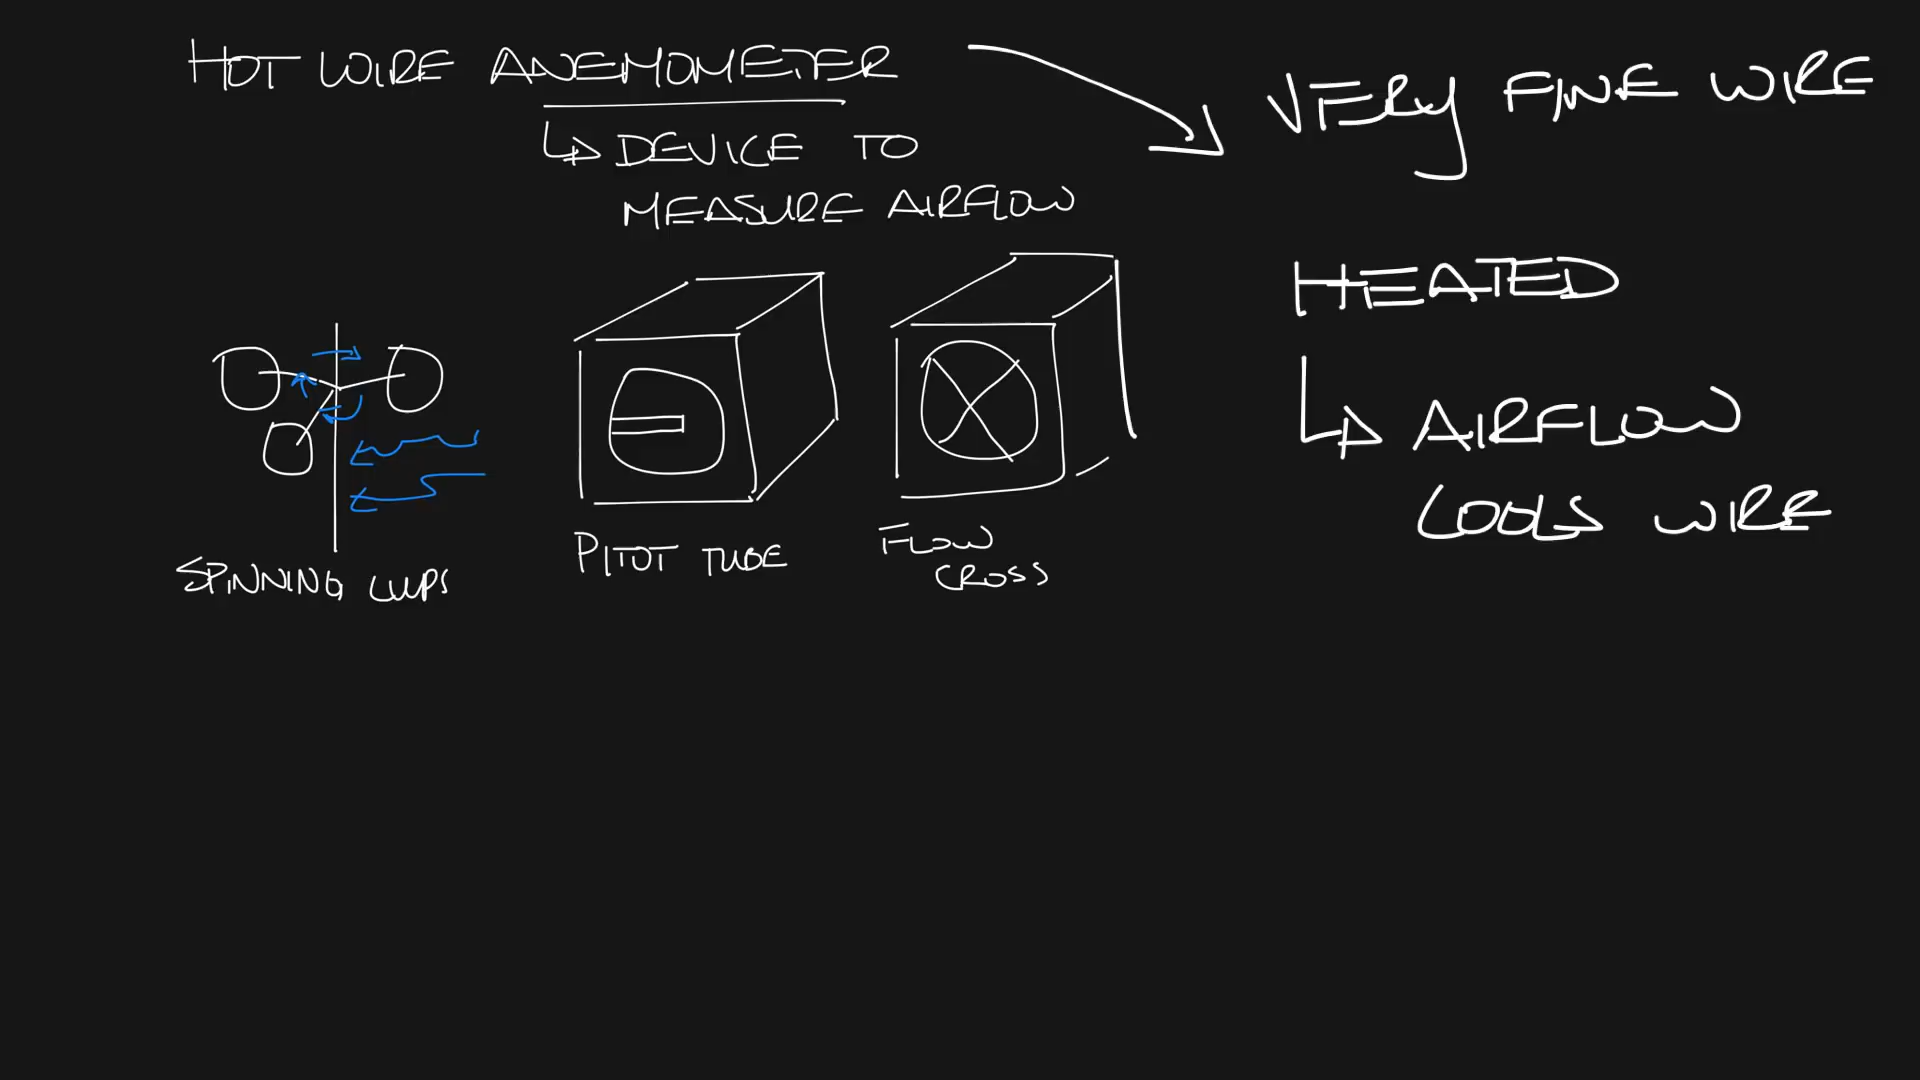 HOT WIRE ANEMOMETER
↳ DEVICE TO
MEASURE AIRFLOW
SPINNING CUPS
PITOT TUBE
FLOW
CROSS
VERY FINE WIRE
HEATED
↳ AIRFLOW
COOLS WIRE